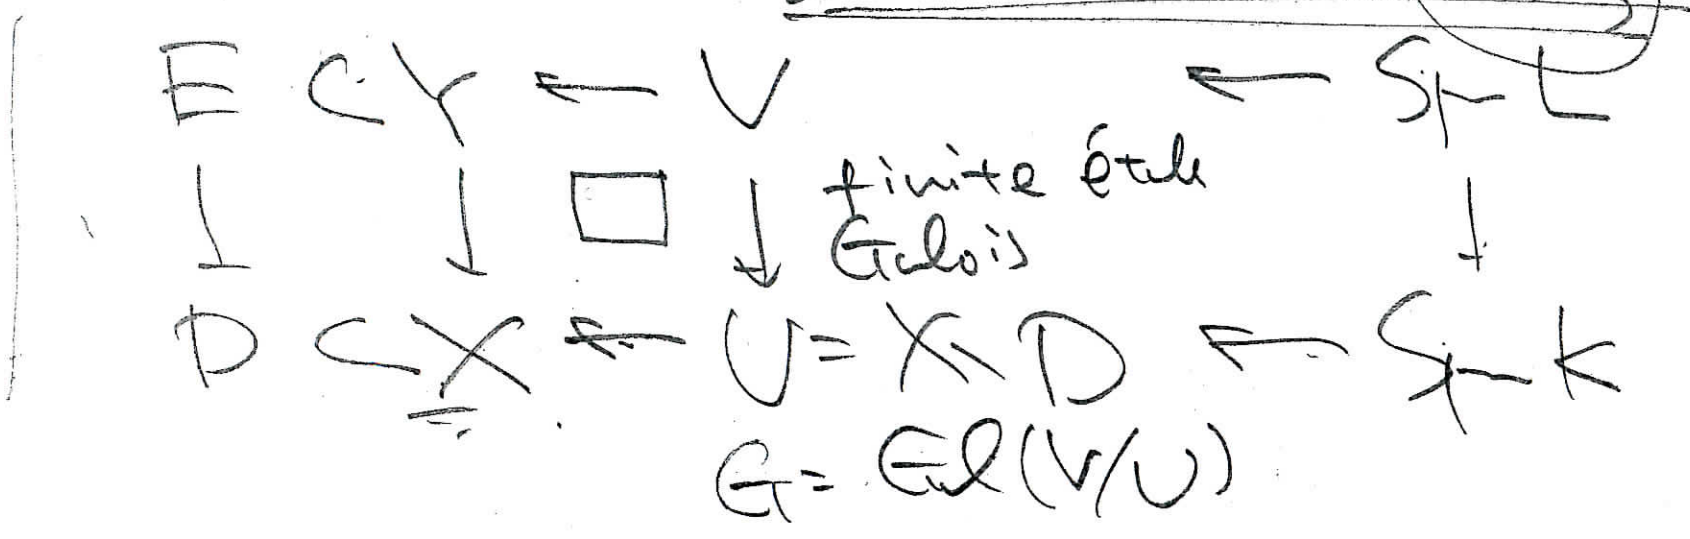 E ⊂ Y ← V ← Spec L
↓ ↓ □ ↓ finite étale ↓
Galois
D ⊂ X ← U = X \ D ← Spec K
G = Gal(V/U)